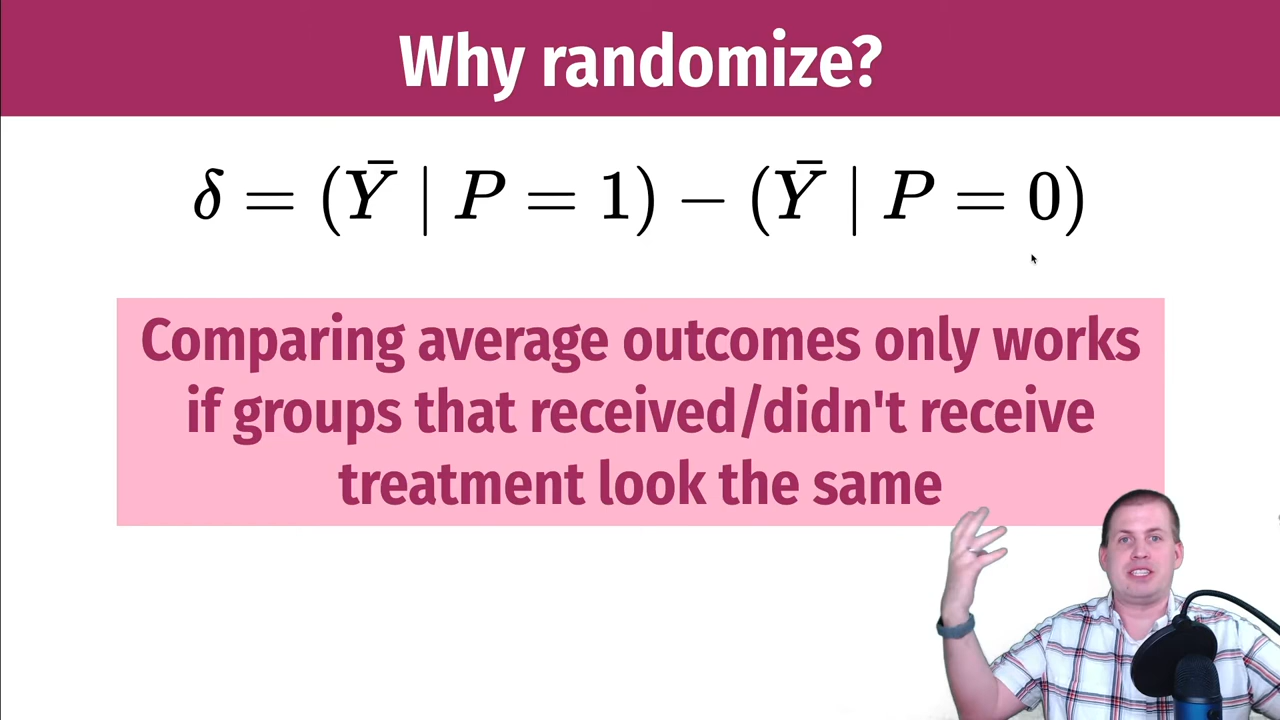 Why randomize?
δ = (Ȳ | P = 1) − (Ȳ | P = 0)
Comparing average outcomes only works
if groups that received/didn't receive
treatment look the same